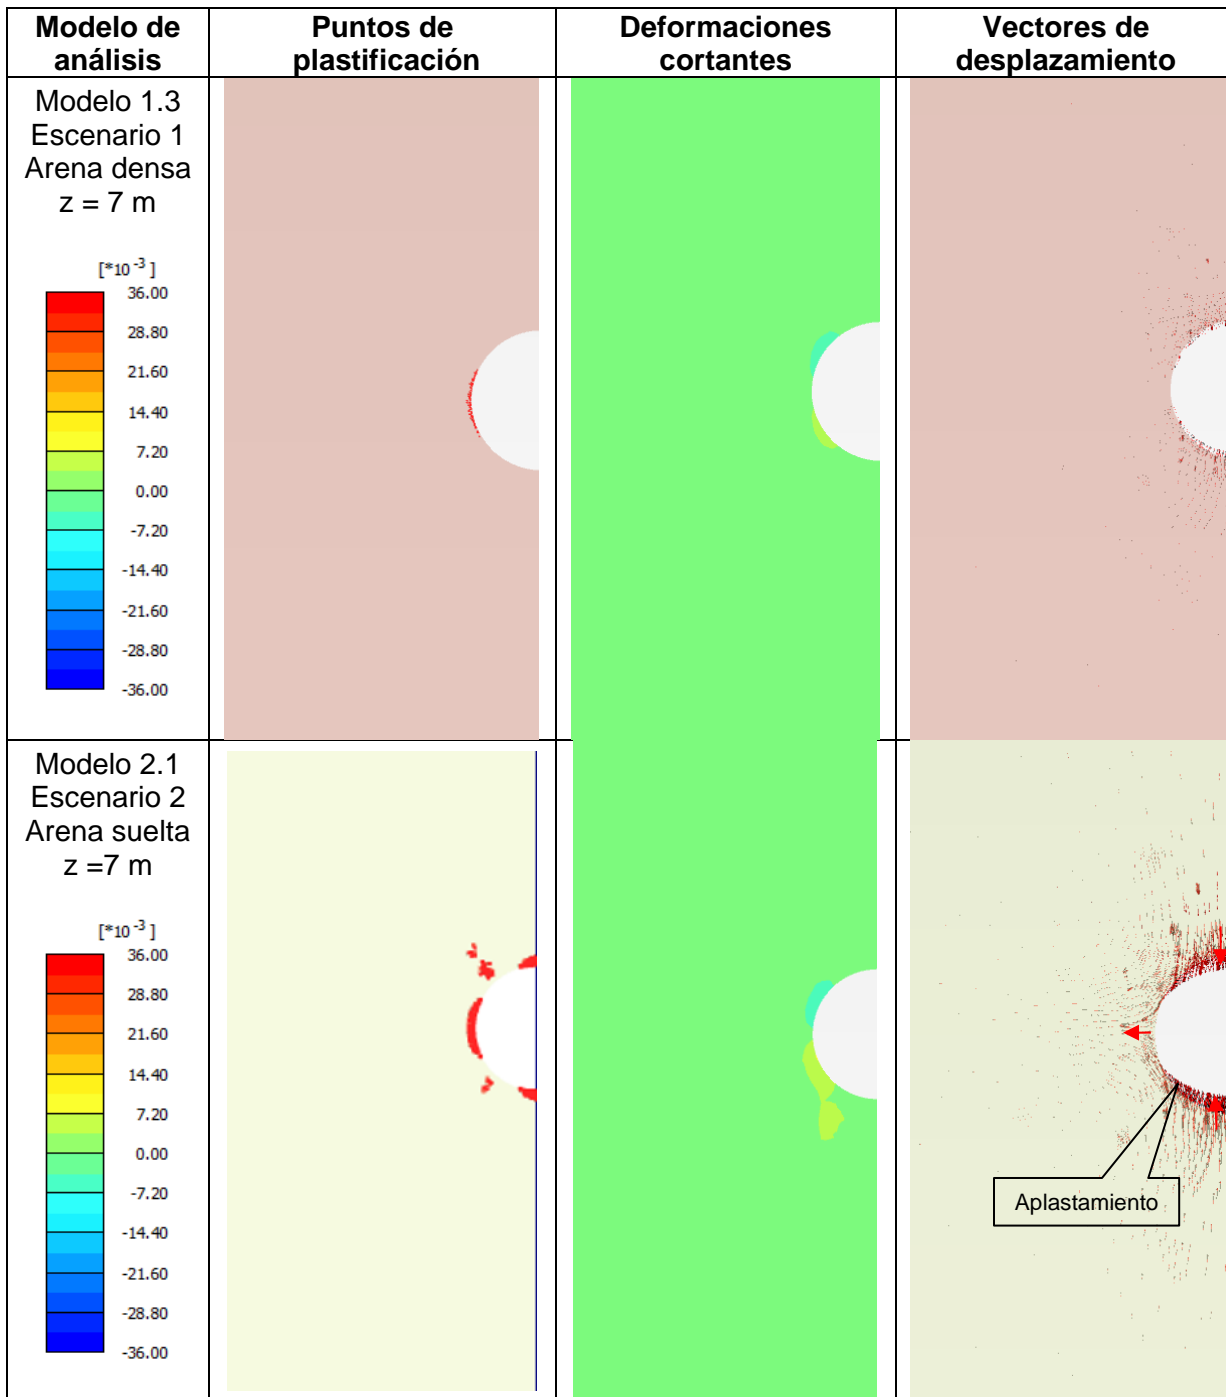 Modelo de
análisis
Puntos de
plastificación
Deformaciones
cortantes
Vectores de
desplazamiento
Modelo 1.3
Escenario 1
Arena densa
z = 7 m
[*10 -3 ]
36.00
28.80
21.60
14.40
7.20
0.00
-7.20
-14.40
-21.60
-28.80
-36.00
Modelo 2.1
Escenario 2
Arena suelta
z =7 m
[*10 -3 ]
36.00
28.80
21.60
14.40
7.20
0.00
-7.20
-14.40
-21.60
-28.80
-36.00
Aplastamiento